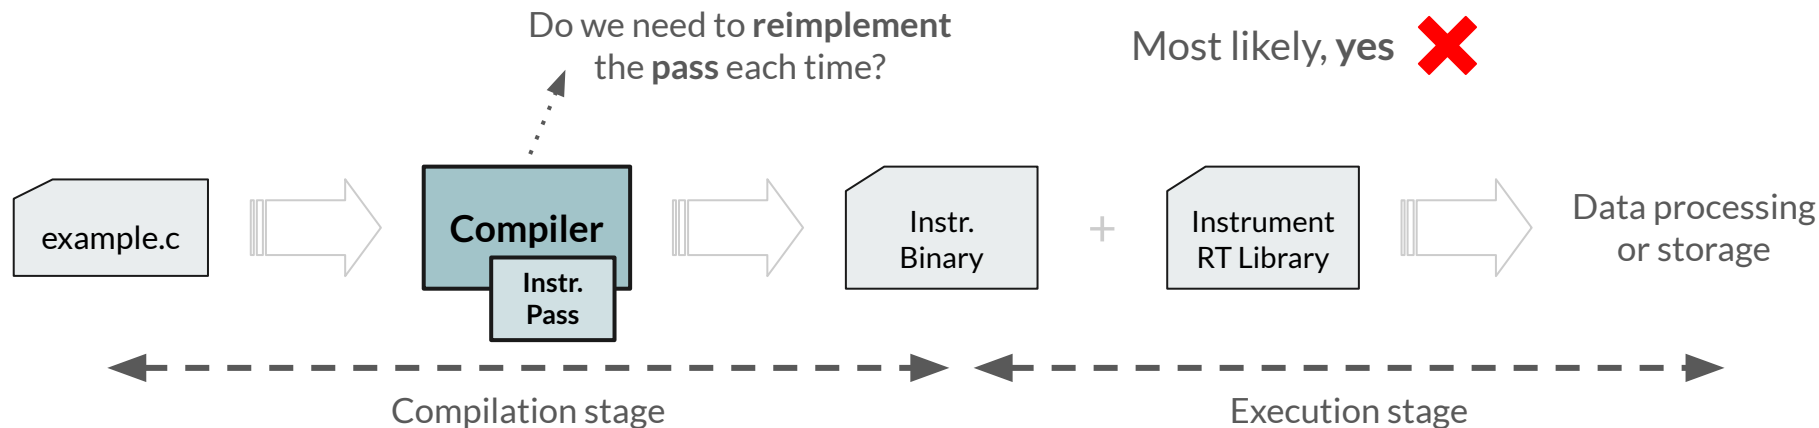 Do we need to reimplement
the pass each time?
Most likely, yes
example.c
Compiler
Instr.
Pass
Instr.
Binary
+
Instrument
RT Library
Data processing
or storage
Compilation stage
Execution stage